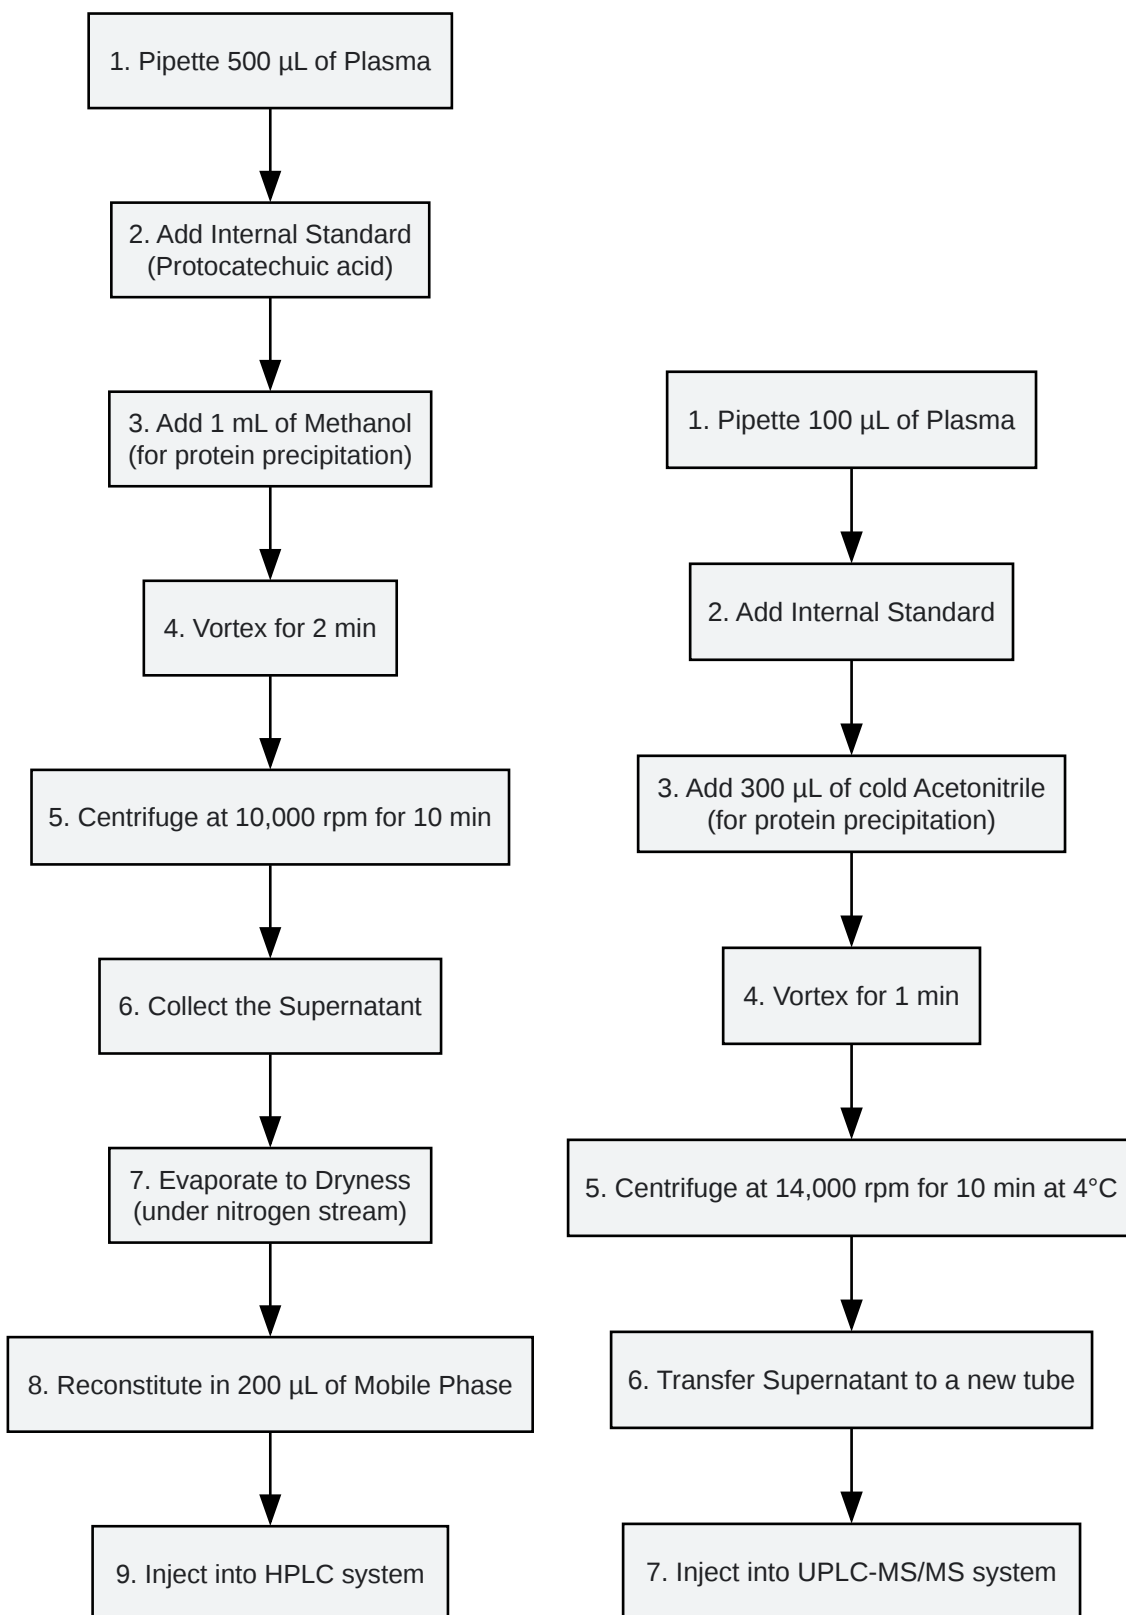 1. Pipette 500 µL of Plasma
2. Add Internal Standard
(Protocatechuic acid)
3. Add 1 mL of Methanol
(for protein precipitation)
4. Vortex for 2 min
5. Centrifuge at 10,000 rpm for 10 min
6. Collect the Supernatant
7. Evaporate to Dryness
(under nitrogen stream)
8. Reconstitute in 200 µL of Mobile Phase
9. Inject into HPLC system
1. Pipette 100 µL of Plasma
2. Add Internal Standard
3. Add 300 µL of cold Acetonitrile
(for protein precipitation)
4. Vortex for 1 min
5. Centrifuge at 14,000 rpm for 10 min at 4°C
6. Transfer Supernatant to a new tube
7. Inject into UPLC-MS/MS system